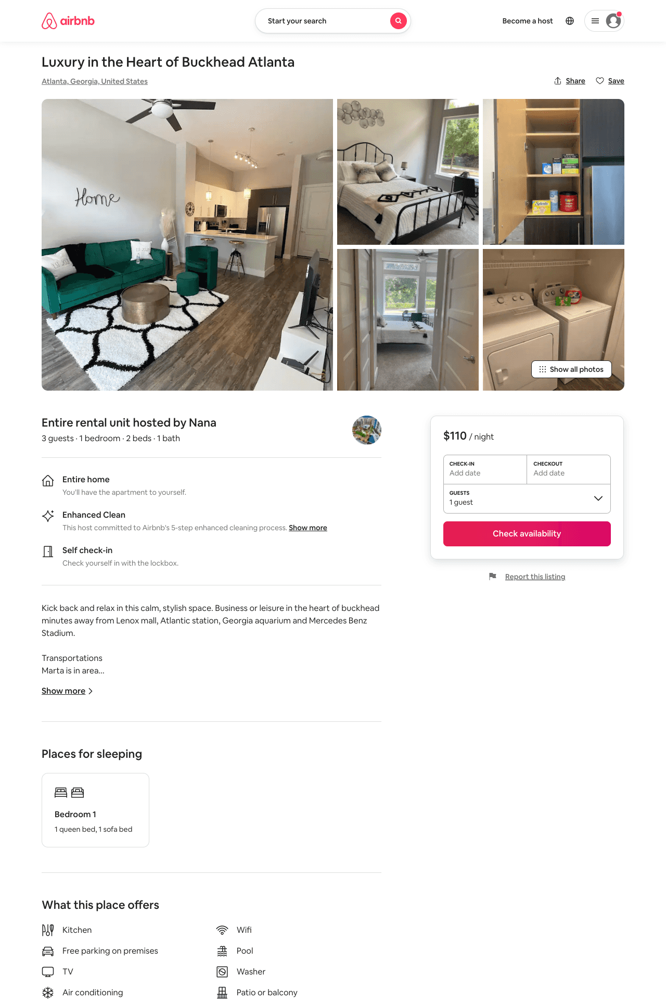 airbnb
Start your search
Become a host
Luxury in the Heart of Buckhead Atlanta
Atlanta, Georgia, United States
Share
Save
Home
EST 2021
EST 2021
Splenda
Show all photos
Entire rental unit hosted by Nana
3 guests · 1 bedroom · 2 beds · 1 bath
$110 / night
CHECK-IN
Add date
CHECKOUT
Add date
GUESTS
1 guest
Check availability
Report this listing
Entire home
You'll have the apartment to yourself.
Enhanced Clean
This host committed to Airbnb's 5-step enhanced cleaning process. Show more
Self check-in
Check yourself in with the lockbox.
Kick back and relax in this calm, stylish space. Business or leisure in the heart of buckhead
minutes away from Lenox mall, Atlantic station, Georgia aquarium and Mercedes Benz
Stadium.
Transportations
Marta is in area...
Show more
Places for sleeping
Bedroom 1
1 queen bed, 1 sofa bed
What this place offers
Kitchen
Wifi
Free parking on premises
Pool
TV
Washer
Air conditioning
Patio or balcony